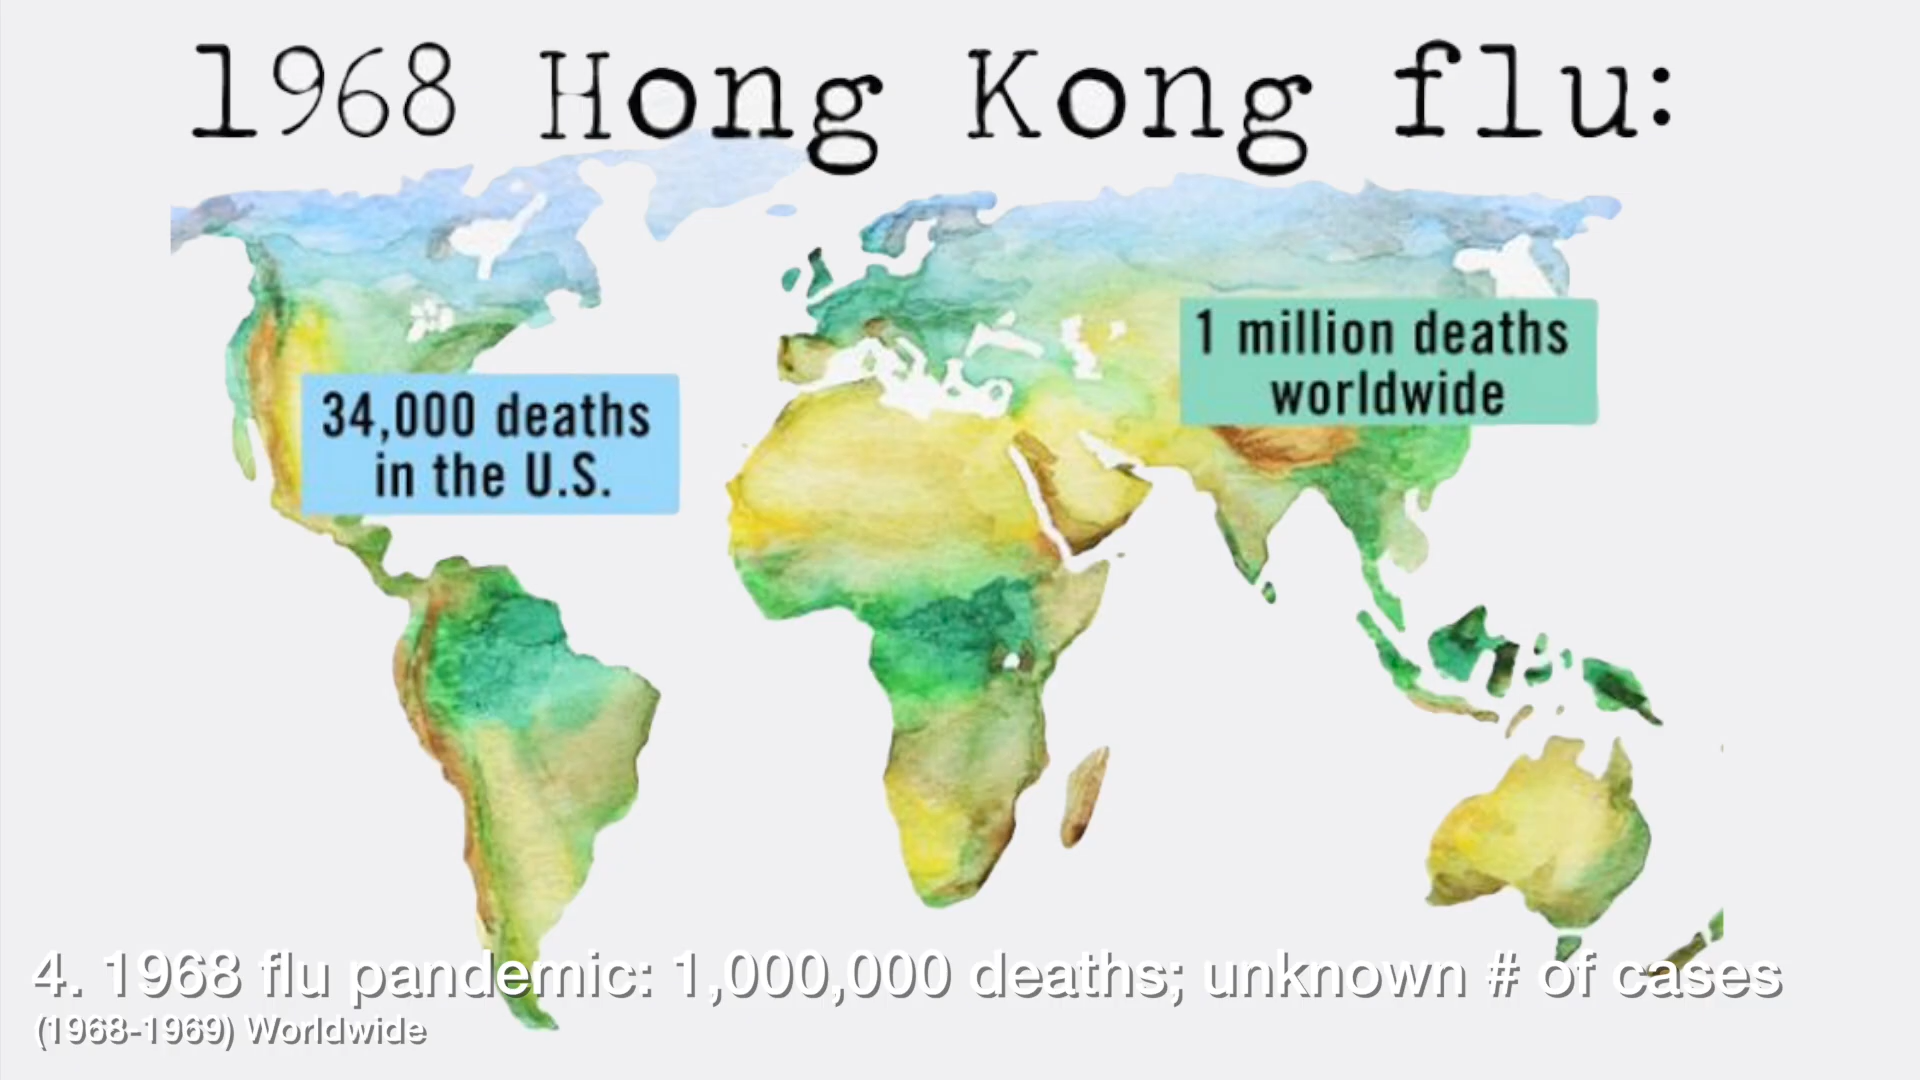 1968 Hong Kong flu:
1 million deaths
worldwide
34,000 deaths
in the U.S.
4. 1968 flu pandemic: 1,000,000 deaths; unknown # of cases
(1968-1969) Worldwide